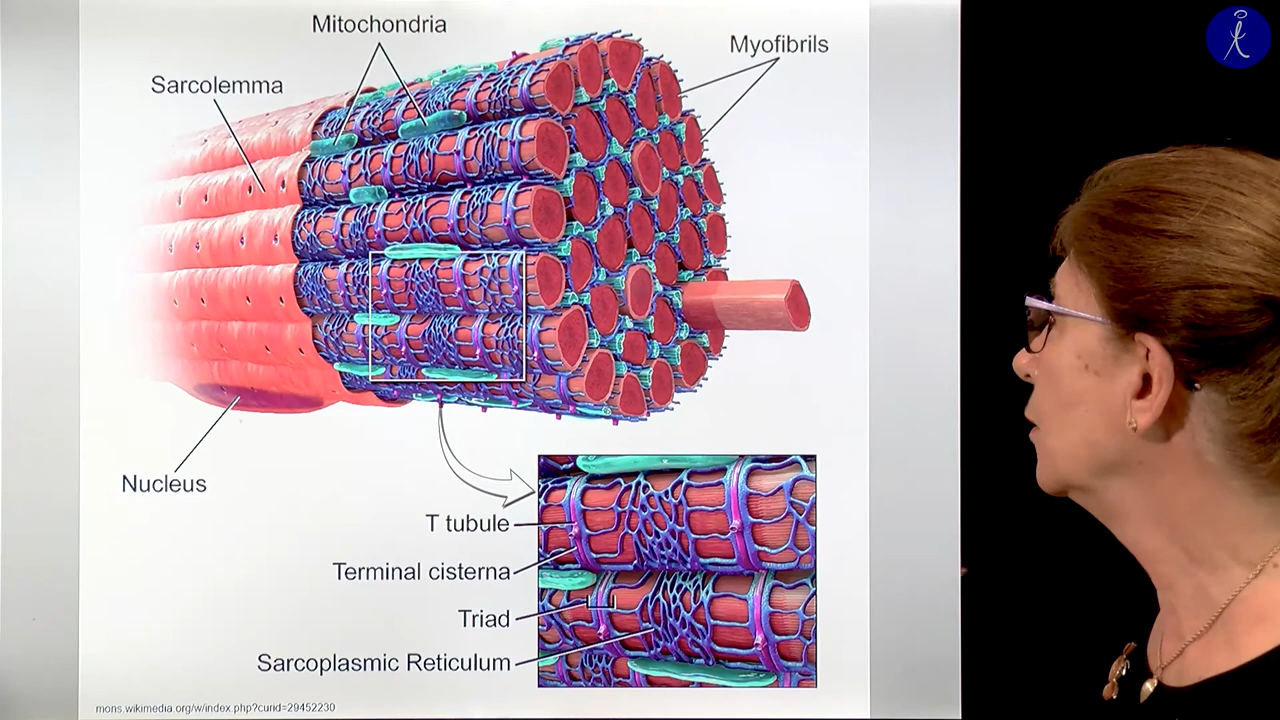 Mitochondria
Myofibrils
Sarcolemma
Nucleus
T tubule
Terminal cisterna
Triad
Sarcoplasmic Reticulum
mons.wikimedia.org/w/index.php?curid=29452230